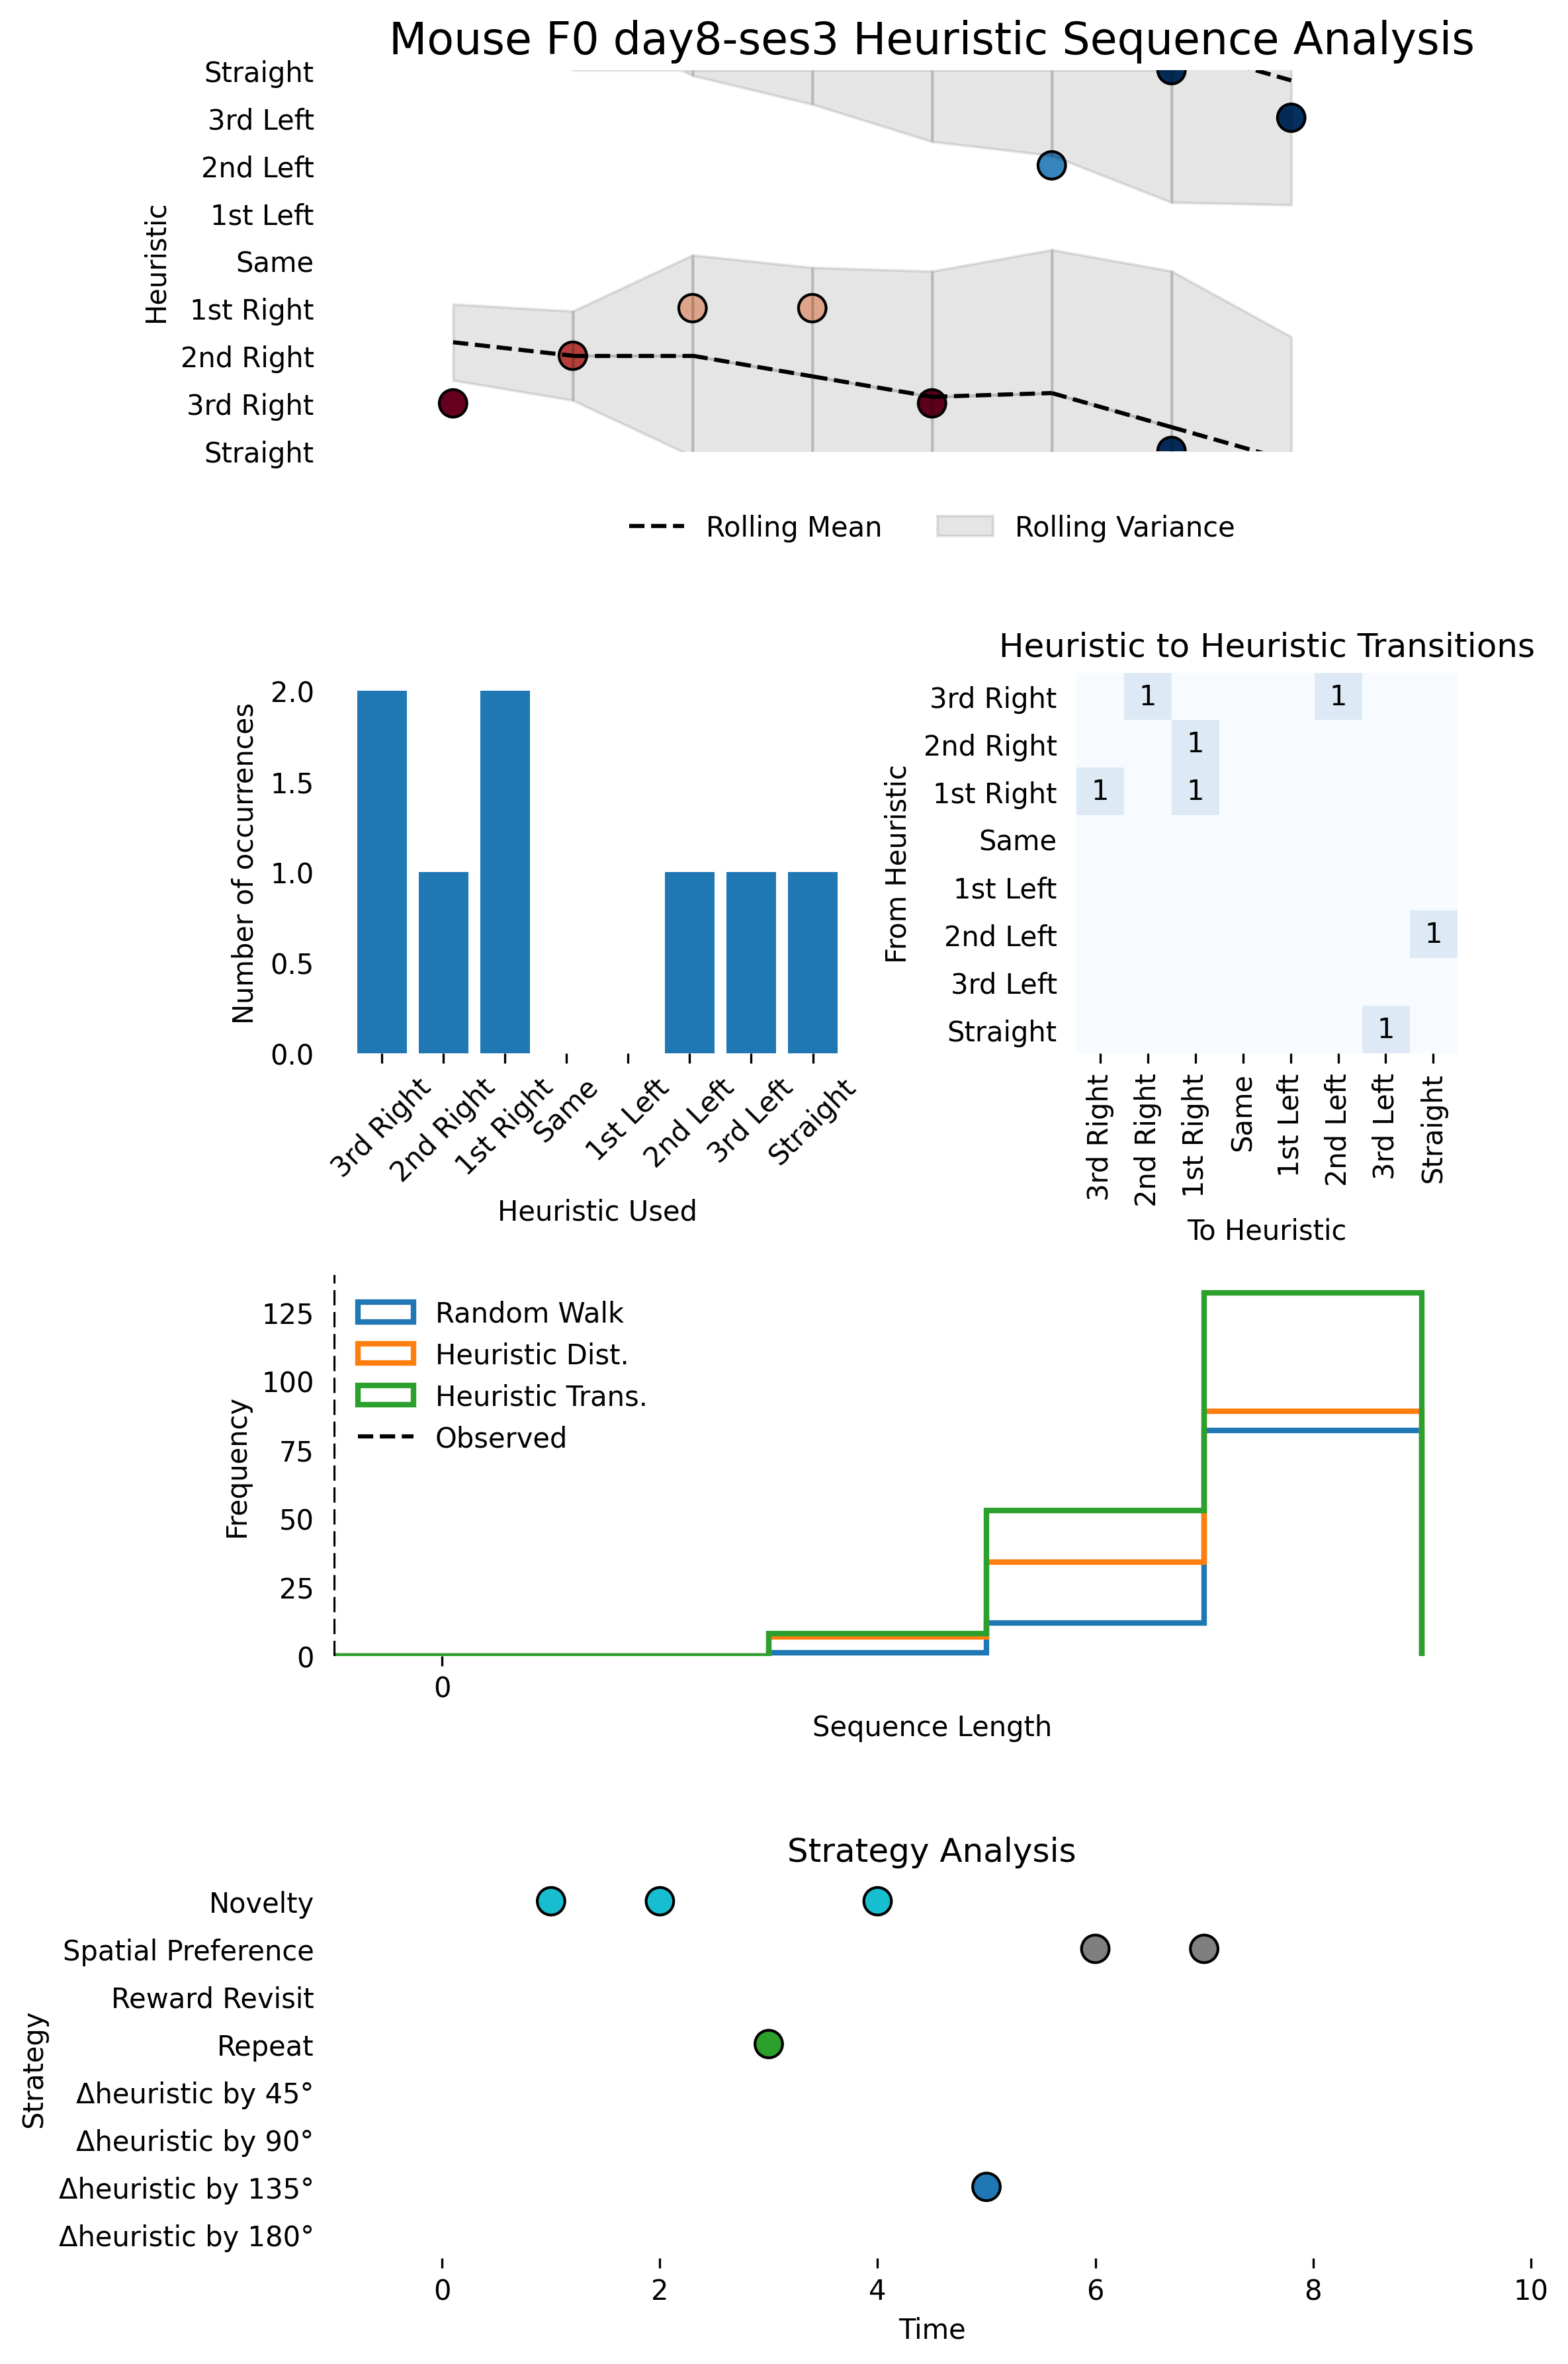 Mouse F0 day8-ses3 Heuristic Sequence Analysis
Straight
3rd Left
2nd Left
1st Left
Same
1st Right
2nd Right
3rd Right
Straight
Heuristic
Rolling Mean
Rolling Variance
Number of occurrences
2.0
1.5
1.0
0.5
0.0
3rd Right
2nd Right
1st Right
Same
1st Left
2nd Left
3rd Left
Straight
Heuristic Used
Heuristic to Heuristic Transitions
From Heuristic
3rd Right
2nd Right
1st Right
Same
1st Left
2nd Left
3rd Left
Straight
1 1
1
1 1
1
1
3rd Right
2nd Right
1st Right
Same
1st Left
2nd Left
3rd Left
Straight
To Heuristic
Frequency
125
100
75
50
25
0
Random Walk
Heuristic Dist.
Heuristic Trans.
Observed
0
Sequence Length
Strategy Analysis
Strategy
Novelty
Spatial Preference
Reward Revisit
Repeat
Δheuristic by 45°
Δheuristic by 90°
Δheuristic by 135°
Δheuristic by 180°
0 2 4 6 8 10
Time